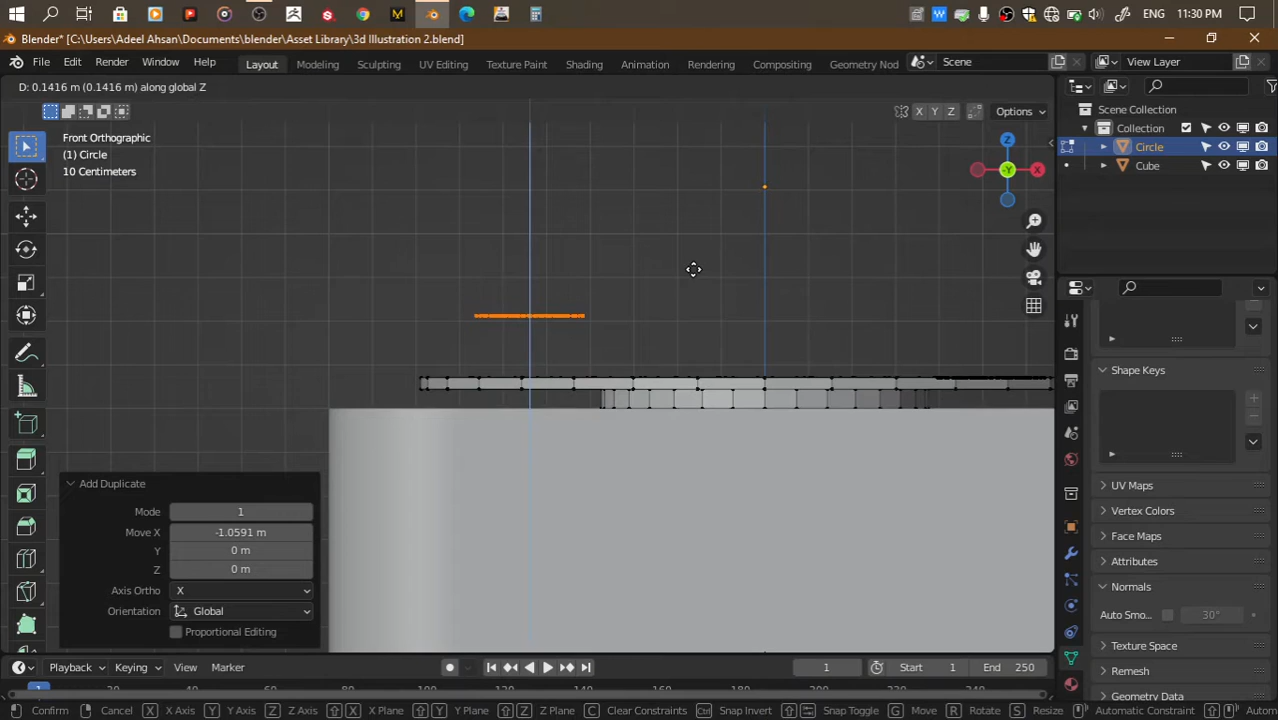 ENG 11:30 PM
Blender* [C:\Users\Adeel Ahsan\Documents\blender\Asset Library\3d Illustration 2.blend]
File Edit Render Window Help Layout Modeling Sculpting UV Editing Texture Paint Shading Animation Rendering Compositing Geometry Nod Scene View Layer
D: 0.1416 m (0.1416 m) along global Z
X Y Z Options
Front Orthographic
(1) Circle
10 Centimeters
Z
Y
X
Scene Collection
Collection
Circle
Cube
Shape Keys
UV Maps
Vertex Colors
Face Maps
Attributes
Normals
Auto Smo... 30°
Texture Space
Remesh
Geometry Data
Add Duplicate
Mode 1
Move X -1.0591 m
Y 0 m
Z 0 m
Axis Ortho X
Orientation Global
Proportional Editing
Playback Keying View Marker 1 Start 1 End 250
1
Confirm Cancel X X Axis Y Y Axis Z Z Axis X X Plane Y Y Plane Z Z Plane C Clear Constraints Ctrl Snap Invert Snap Toggle G Move R Rotate S Resize Automatic Constraint Autom